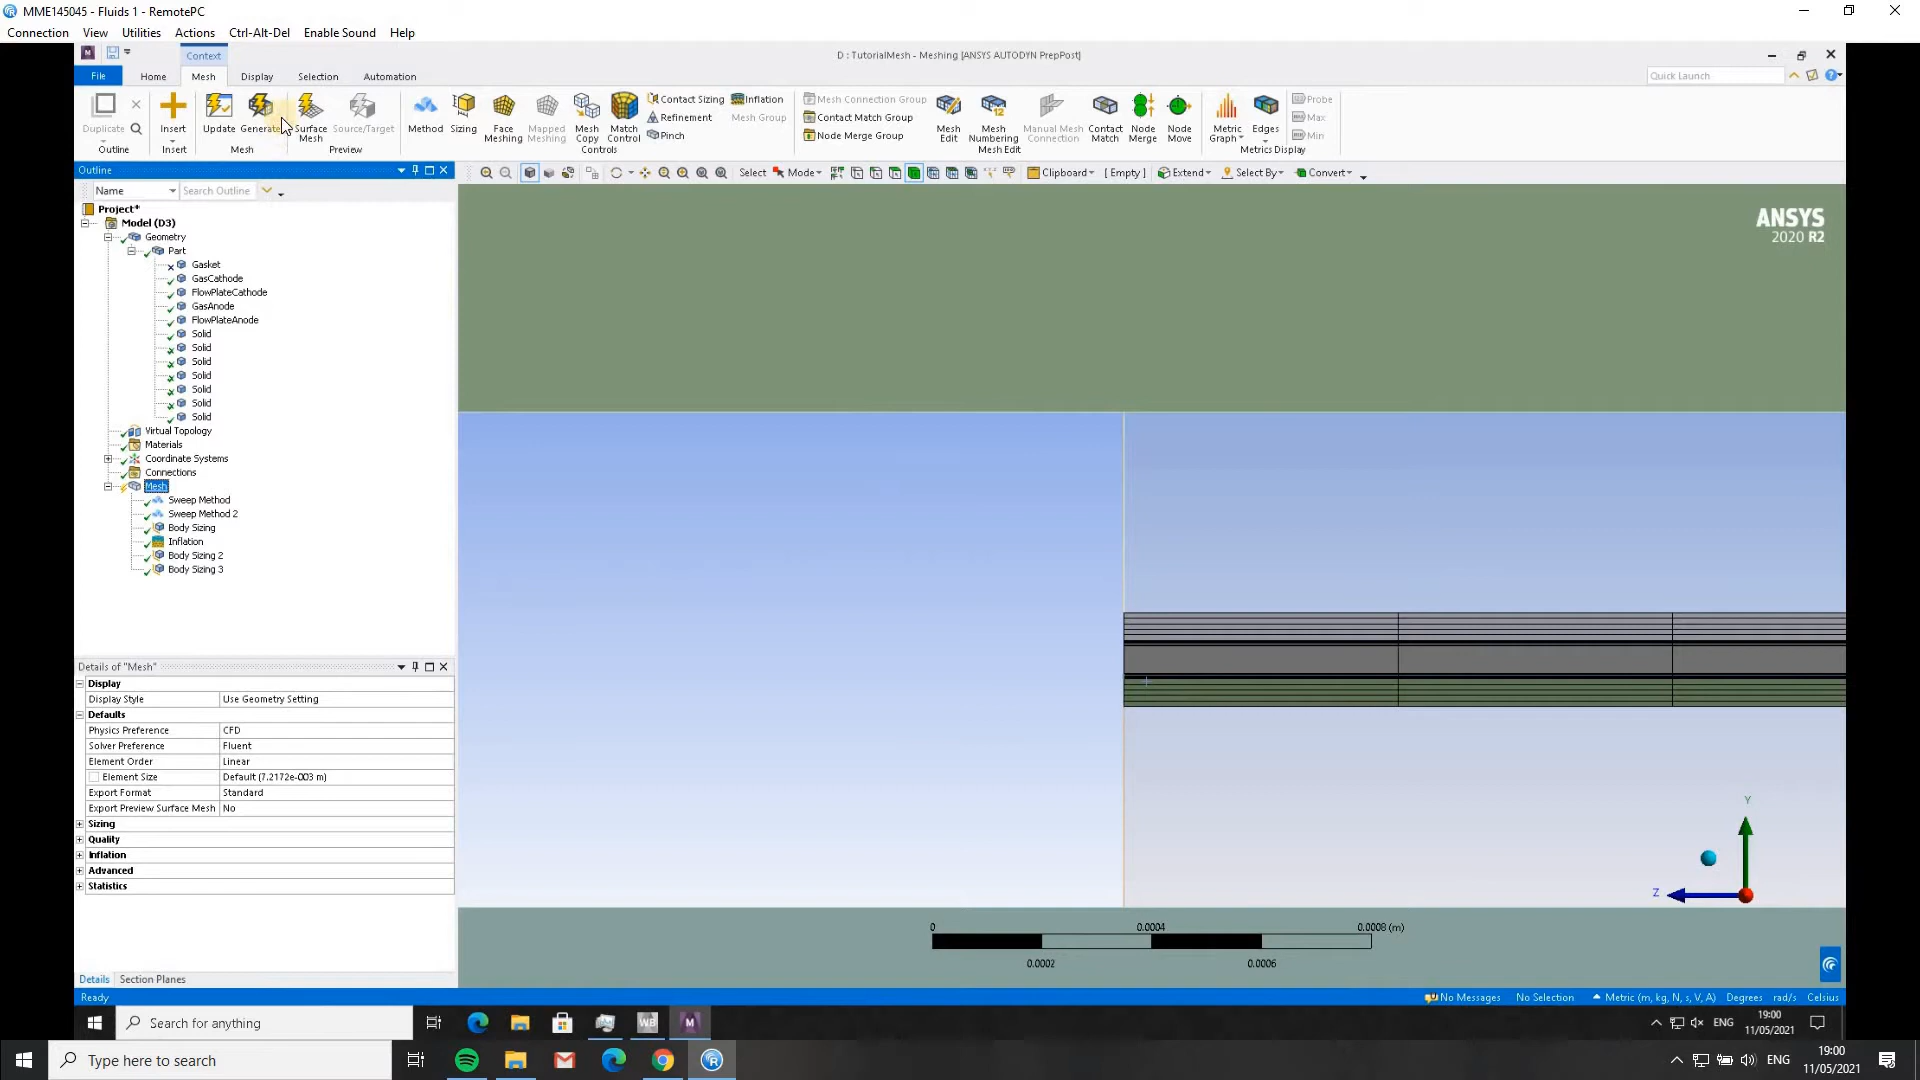 MME145045 - Fluids 1 - RemotePC
Connection View Utilities Actions Ctrl-Alt-Del Enable Sound Help
Context
D : TutorialMesh - Meshing [ANSYS AUTODYN PrepPost]
File Home Mesh Display Selection Automation
Quick Launch
Duplicate
Outline
Insert
Insert
Update Generate
Mesh
Surface Mesh
Source/Target
Preview
Method Sizing
Face Meshing
Mapped Meshing
Mesh Copy
Match Control
Contact Sizing
Refinement
Pinch
Inflation
Mesh Group
Controls
Mesh Connection Group
Contact Match Group
Node Merge Group
Mesh Edit
Mesh Numbering
Manual Mesh Connection
Contact Match
Node Merge
Node Move
Mesh Edit
Metric Graph
Edges
Probe
Max
Min
Metrics Display
Select Mode Clipboard [ Empty ] Extend Select By Convert
Outline
Name Search Outline
Project*
Model (D3)
Geometry
Part
Gasket
GasCathode
FlowPlateCathode
GasAnode
FlowPlateAnode
Solid
Solid
Solid
Solid
Solid
Solid
Solid
Virtual Topology
Materials
Coordinate Systems
Connections
Mesh
Sweep Method
Sweep Method 2
Body Sizing
Inflation
Body Sizing 2
Body Sizing 3
ANSYS
2020 R2
Details of "Mesh"
Display
Display Style Use Geometry Setting
Defaults
Physics Preference CFD
Solver Preference Fluent
Element Order Linear
Element Size Default (7.2172e-003 m)
Export Format Standard
Export Preview Surface Mesh No
Sizing
Quality
Inflation
Advanced
Statistics
Y
Z
0 0.0004 0.0008 (m)
0.0002 0.0006
Details Section Planes
Ready No Messages No Selection Metric (m, kg, N, s, V, A) Degrees rad/s Celsius
Search for anything
WB
M
ENG
19:00
11/05/2021
Type here to search
ENG
19:00
11/05/2021